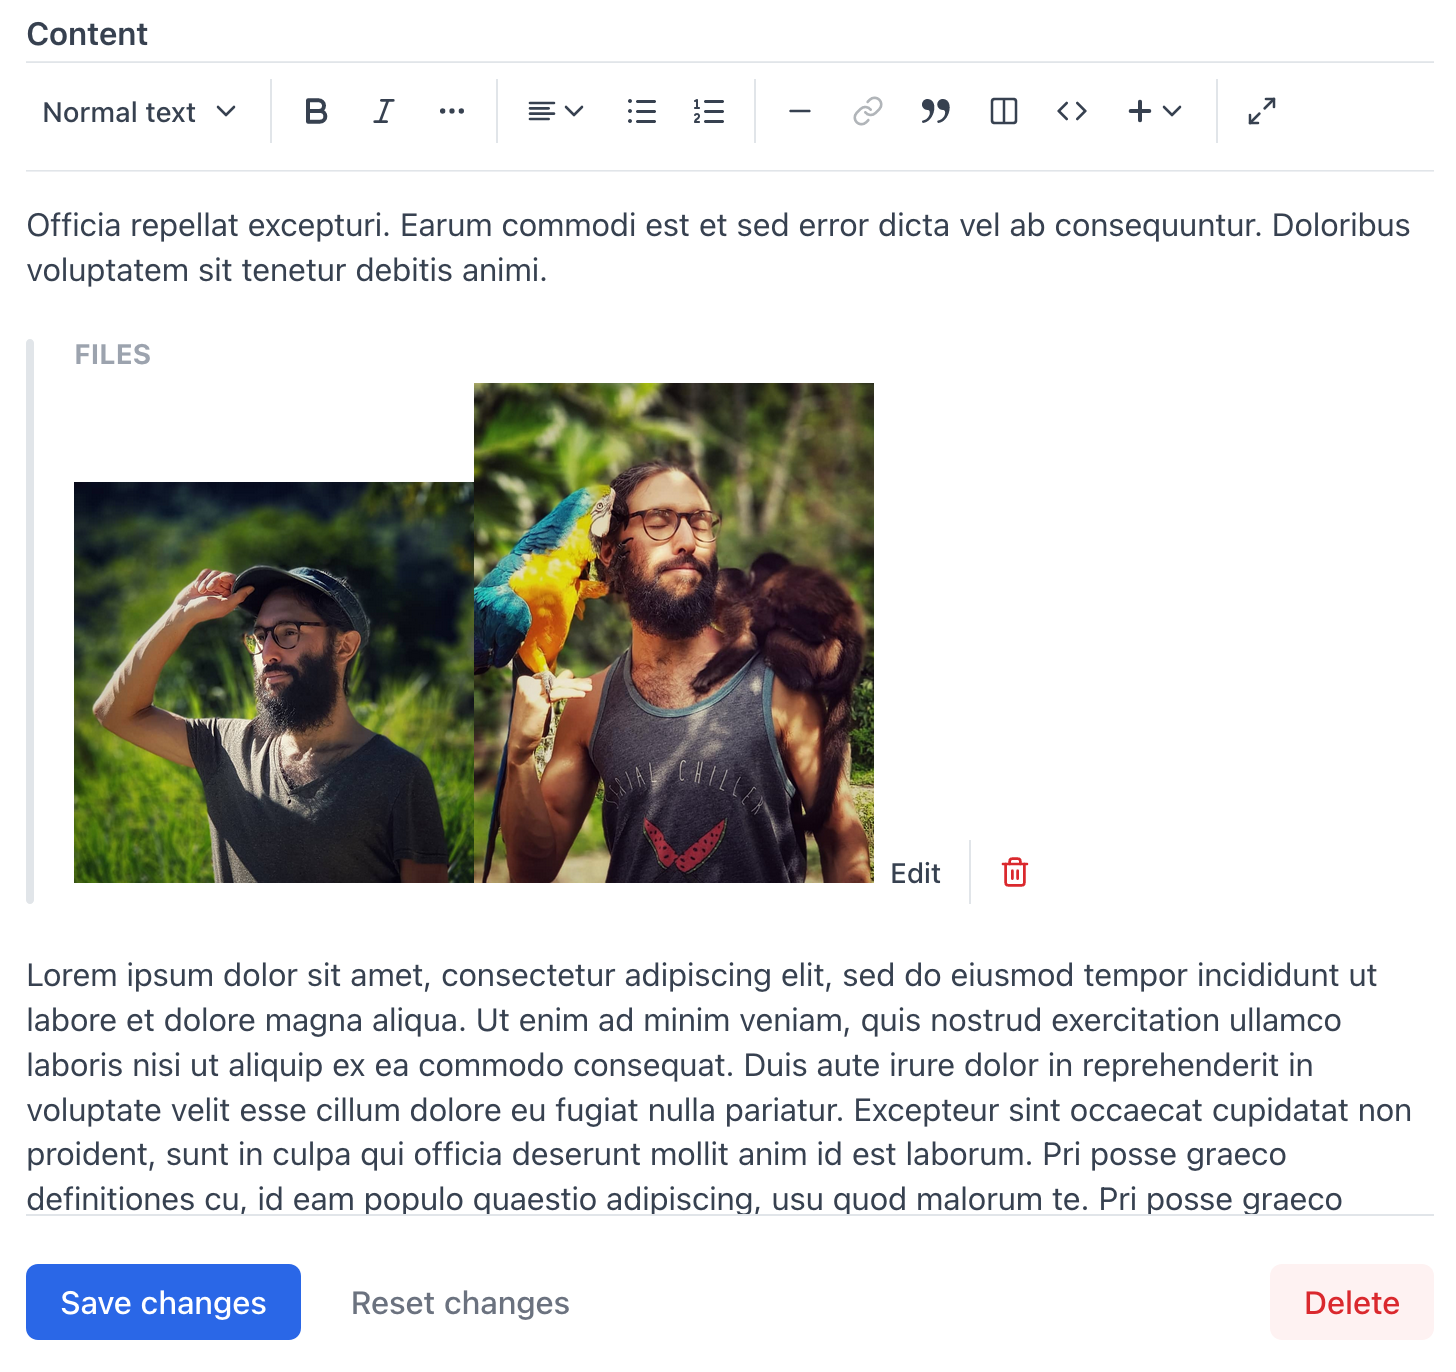 Content
Normal text
Officia repellat excepturi. Earum commodi est et sed error dicta vel ab consequuntur. Doloribus
voluptatem sit tenetur debitis animi.
FILES
SERIAL CHILLER
Edit
Lorem ipsum dolor sit amet, consectetur adipiscing elit, sed do eiusmod tempor incididunt ut
labore et dolore magna aliqua. Ut enim ad minim veniam, quis nostrud exercitation ullamco
laboris nisi ut aliquip ex ea commodo consequat. Duis aute irure dolor in reprehenderit in
voluptate velit esse cillum dolore eu fugiat nulla pariatur. Excepteur sint occaecat cupidatat non
proident, sunt in culpa qui officia deserunt mollit anim id est laborum. Pri posse graeco
definitiones cu, id eam populo quaestio adipiscing, usu quod malorum te. Pri posse graeco
Save changes
Reset changes
Delete